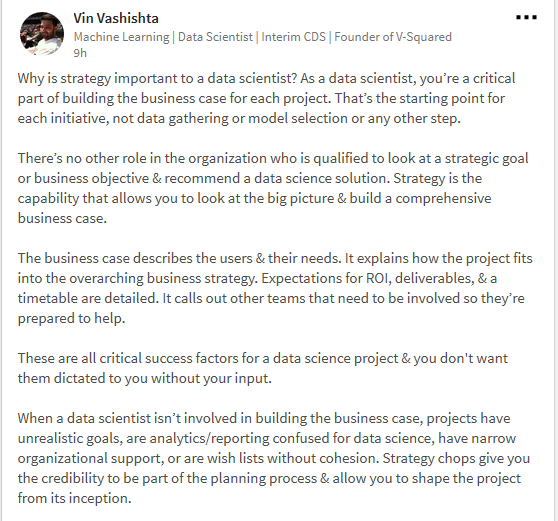 Vin Vashishta
Machine Learning | Data Scientist | Interim CDS | Founder of V-Squared
9h
Why is strategy important to a data scientist? As a data scientist, you're a critical
part of building the business case for each project. That's the starting point for
each initiative, not data gathering or model selection or any other step.
There's no other role in the organization who is qualified to look at a strategic goal
or business objective & recommend a data science solution. Strategy is the
capability that allows you to look at the big picture & build a comprehensive
business case.
The business case describes the users & their needs. It explains how the project fits
into the overarching business strategy. Expectations for ROI, deliverables, & a
timetable are detailed. It calls out other teams that need to be involved so they're
prepared to help.
These are all critical success factors for a data science project & you don't want
them dictated to you without your input.
When a data scientist isn't involved in building the business case, projects have
unrealistic goals, are analytics/reporting confused for data science, have narrow
organizational support, or are wish lists without cohesion. Strategy chops give you
the credibility to be part of the planning process & allow you to shape the project
from its inception.